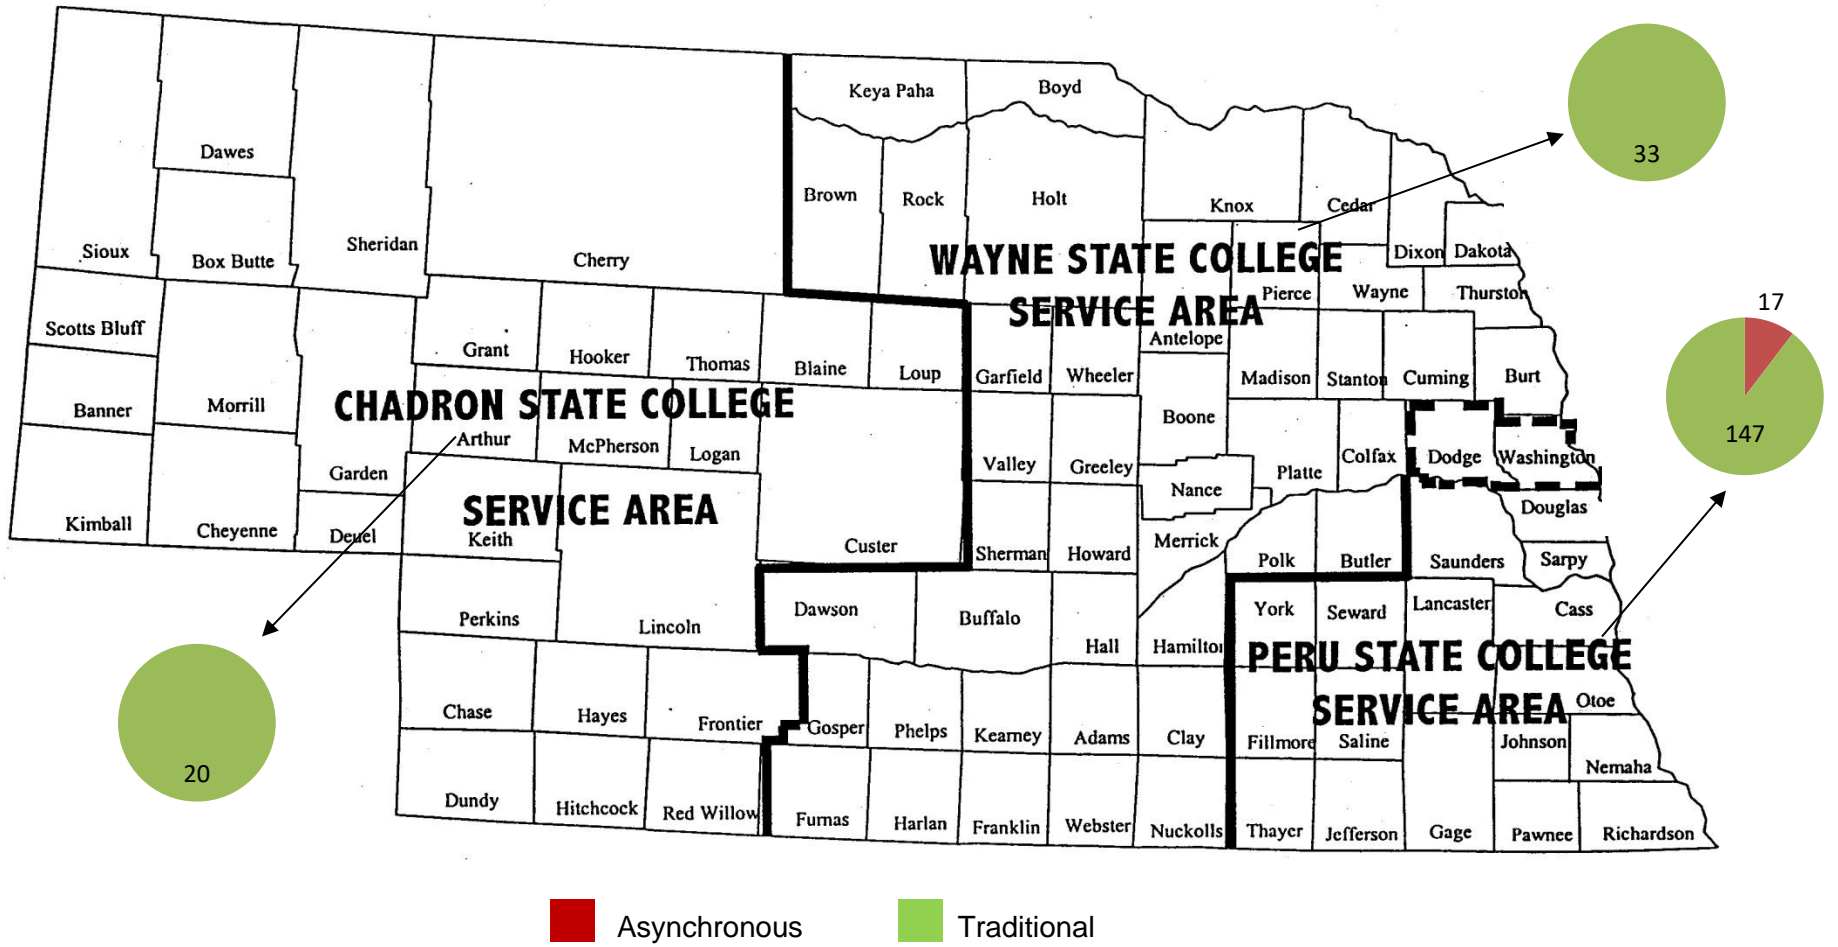 Keya Paha
Boyd
33
Dawes
Brown
Rock
Holt
Knox
Cedar
Sioux
Box Butte
Sheridan
Cherry
Dixon
Dakota
WAYNE STATE COLLEGE
SERVICE AREA
Pierce
Wayne
Thurston
17
Scotts Bluff
Grant
Hooker
Thomas
Blaine
Loup
Garfield
Wheeler
Antelope
Madison
Stanton
Cuming
Burt
Banner
Morrill
CHADRON STATE COLLEGE
SERVICE AREA
Arthur
McPherson
Logan
Garden
Valley
Greeley
Boone
Nance
Platte
Colfax
Dodge
Washington
147
Kimball
Cheyenne
Deuel
Keith
Custer
Sherman
Howard
Merrick
Polk
Butler
Saunders
Douglas
Sarpy
Perkins
Lincoln
Dawson
Buffalo
Hall
Hamilton
York
Seward
Lancaster
Cass
PERU STATE COLLEGE
SERVICE AREA
Otoe
Chase
Hayes
Frontier
Gosper
Phelps
Kearney
Adams
Clay
Fillmore
Saline
Johnson
Nemaha
20
Dundy
Hitchcock
Red Willow
Furnas
Harlan
Franklin
Webster
Nuckolls
Thayer
Jefferson
Gage
Pawnee
Richardson
Asynchronous
Traditional